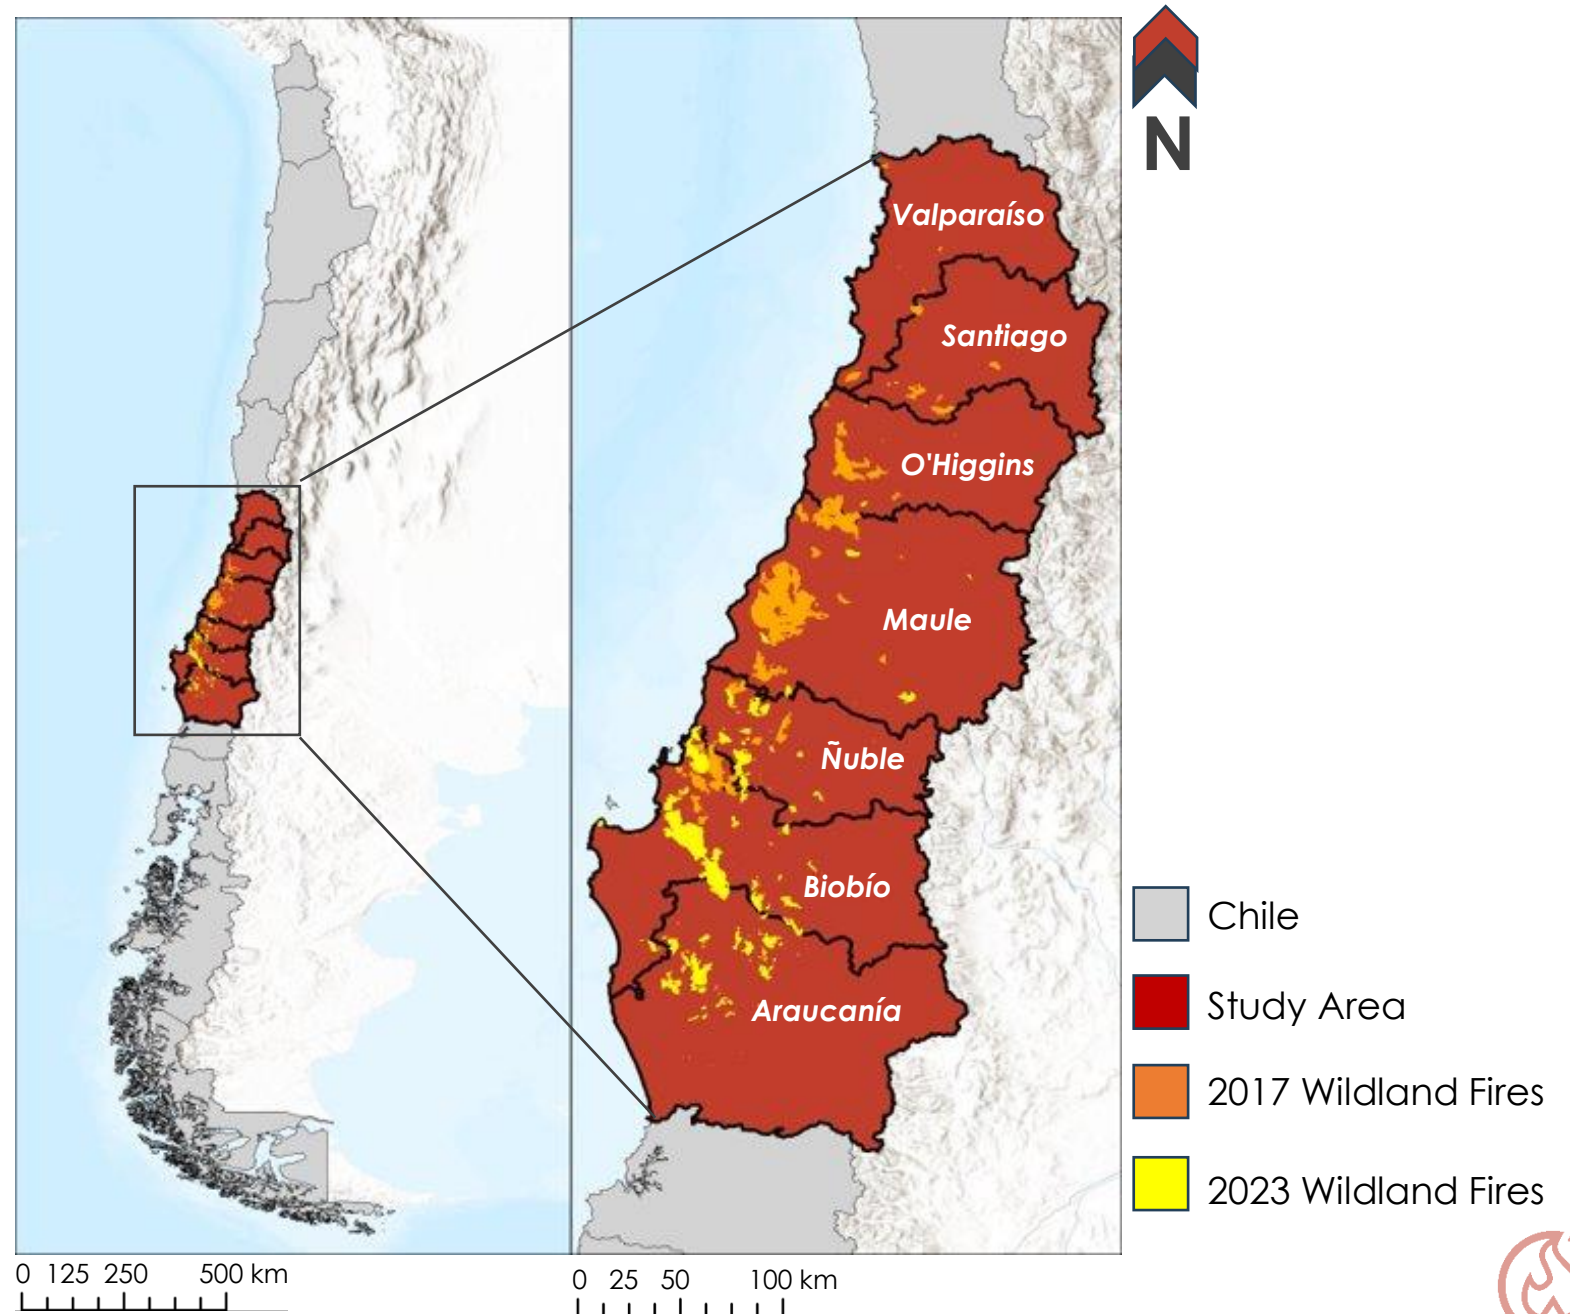 N
Valparaíso
Santiago
O'Higgins
Maule
Ñuble
Biobío
Araucanía
Chile
Study Area
2017 Wildland Fires
2023 Wildland Fires
0 125 250 500 km
0 25 50 100 km